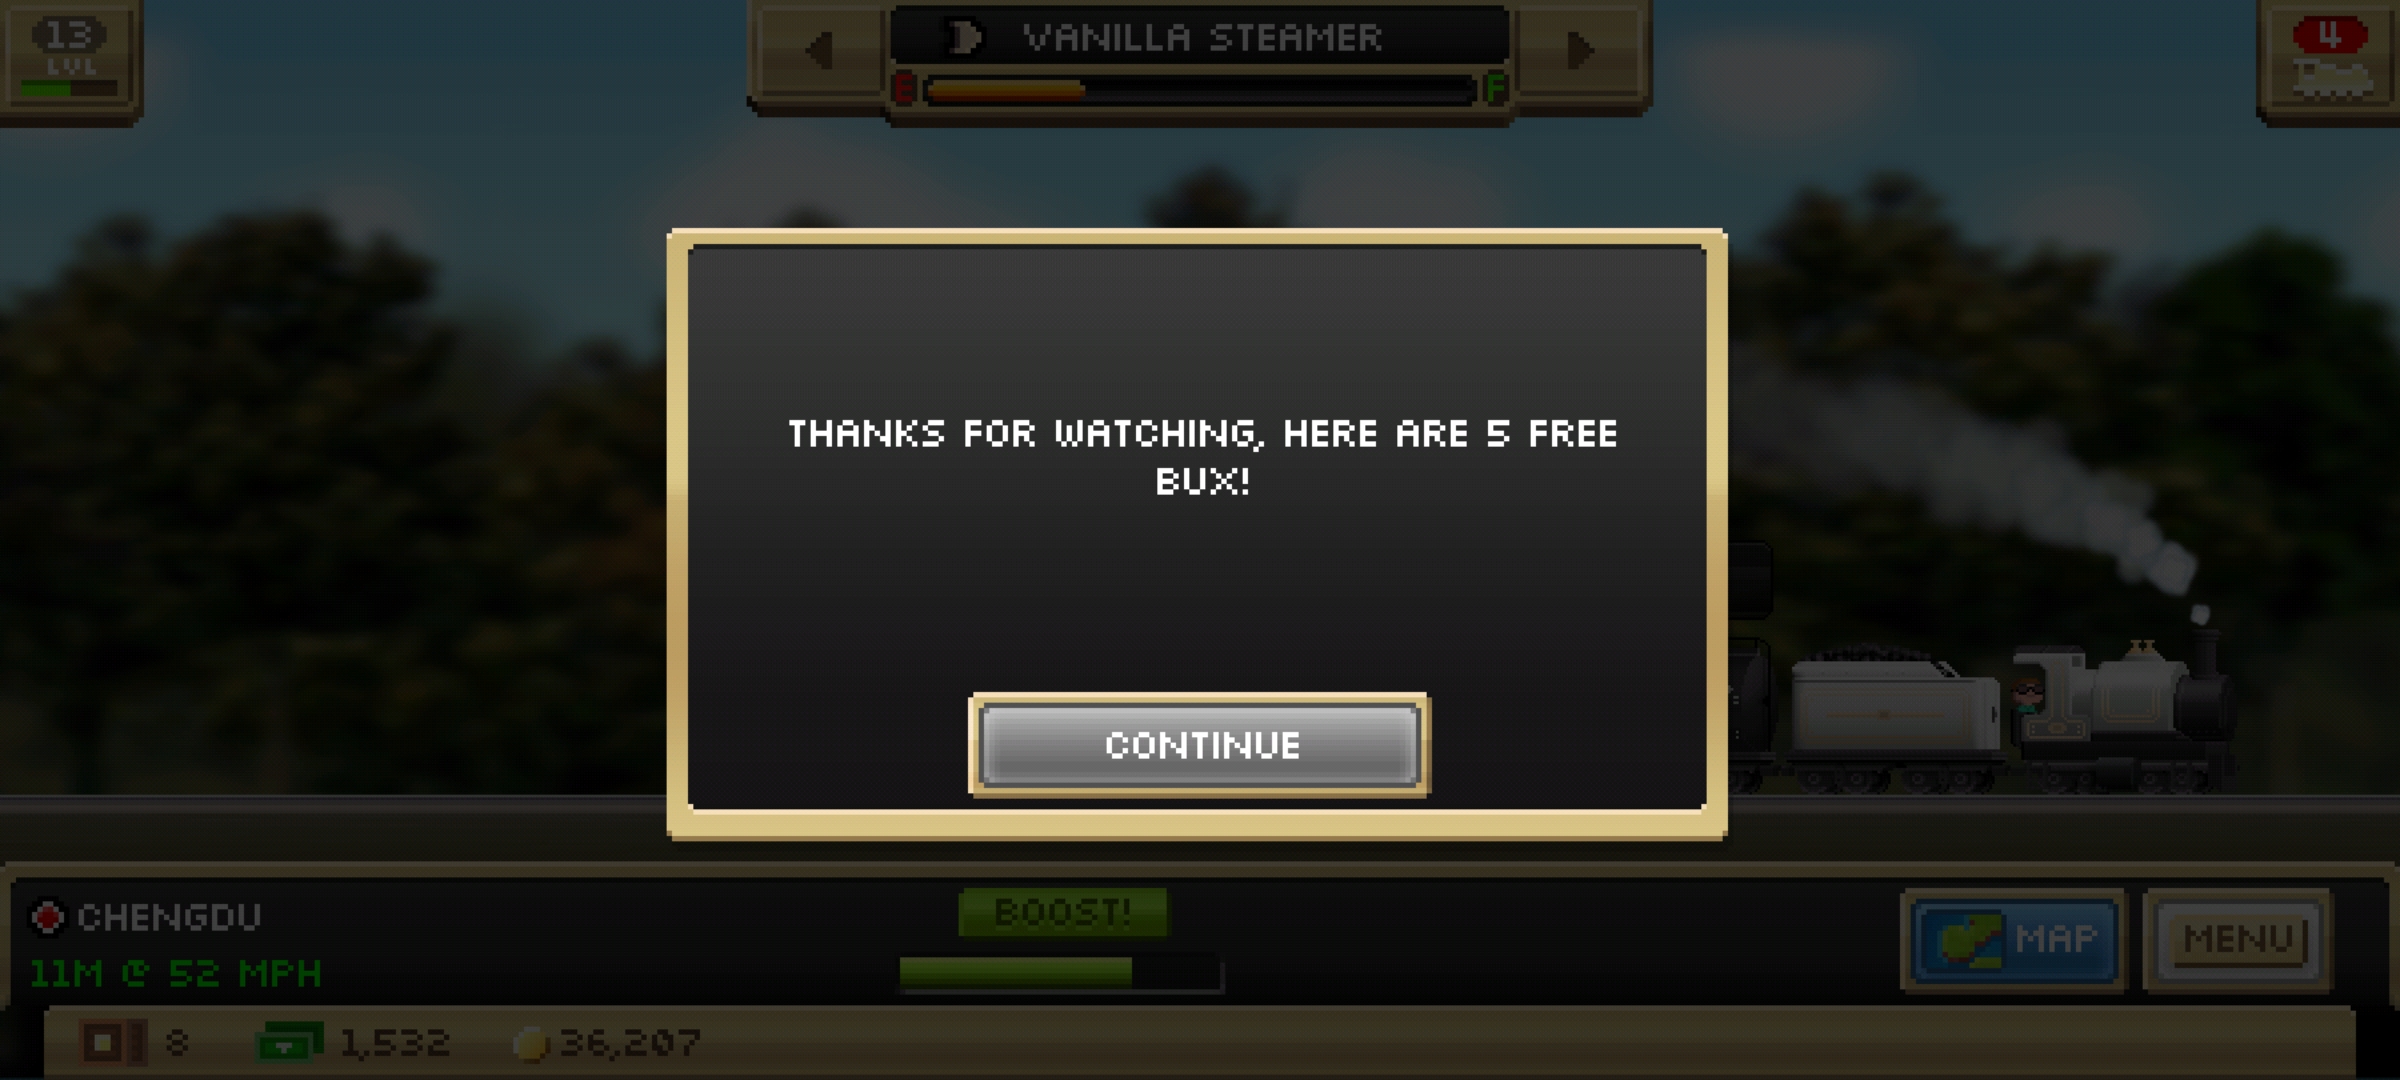 13
LVL
VANILLA STEAMER
E
F
4
THANKS FOR WATCHING, HERE ARE 5 FREE
BUX!
CONTINUE
CHENGDU
11M @ 52 MPH
BOOST!
MAP
MENU
8
1,532
36,207